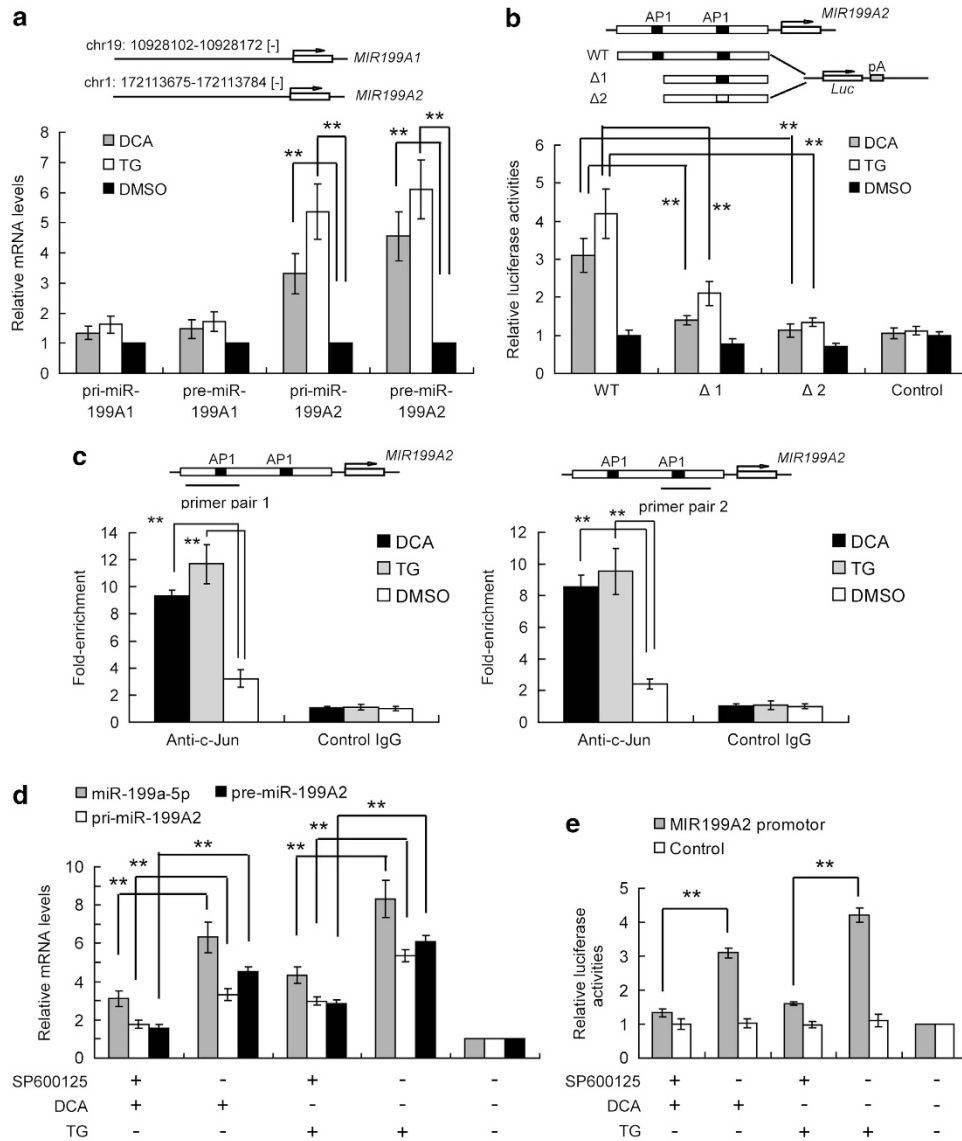 a
chr19: 10928102-10928172 [-]
MIR199A1
chr1: 172113675-172113784 [-]
MIR199A2
Relative mRNA levels
8
7
6
5
4
3
2
1
0
DCA
TG
DMSO
**
**
**
**
pri-miR-199A1
pre-miR-199A1
pri-miR-199A2
pre-miR-199A2
b
AP1
AP1
MIR199A2
WT
Δ1
Δ2
pA
Luc
Relative luciferase activities
6
5
4
3
2
1
0
DCA
TG
DMSO
**
**
**
**
WT
Δ 1
Δ 2
Control
c
AP1
AP1
MIR199A2
primer pair 1
Fold-enrichment
14
12
10
8
6
4
2
0
**
**
DCA
TG
DMSO
Anti-c-Jun
Control IgG
AP1
AP1
MIR199A2
primer pair 2
Fold-enrichment
14
12
10
8
6
4
2
0
**
**
DCA
TG
DMSO
Anti-c-Jun
Control IgG
d
miR-199a-5p
pre-miR-199A2
pri-miR-199A2
Relative mRNA levels
10
8
6
4
2
0
**
**
**
**
**
**
SP600125 + - + - -
DCA + + - - -
TG - - + + -
e
MIR199A2 promotor
Control
Relative luciferase activities
5
4
3
2
1
0
**
**
SP600125 + - + - -
DCA + + - - -
TG - - + + -